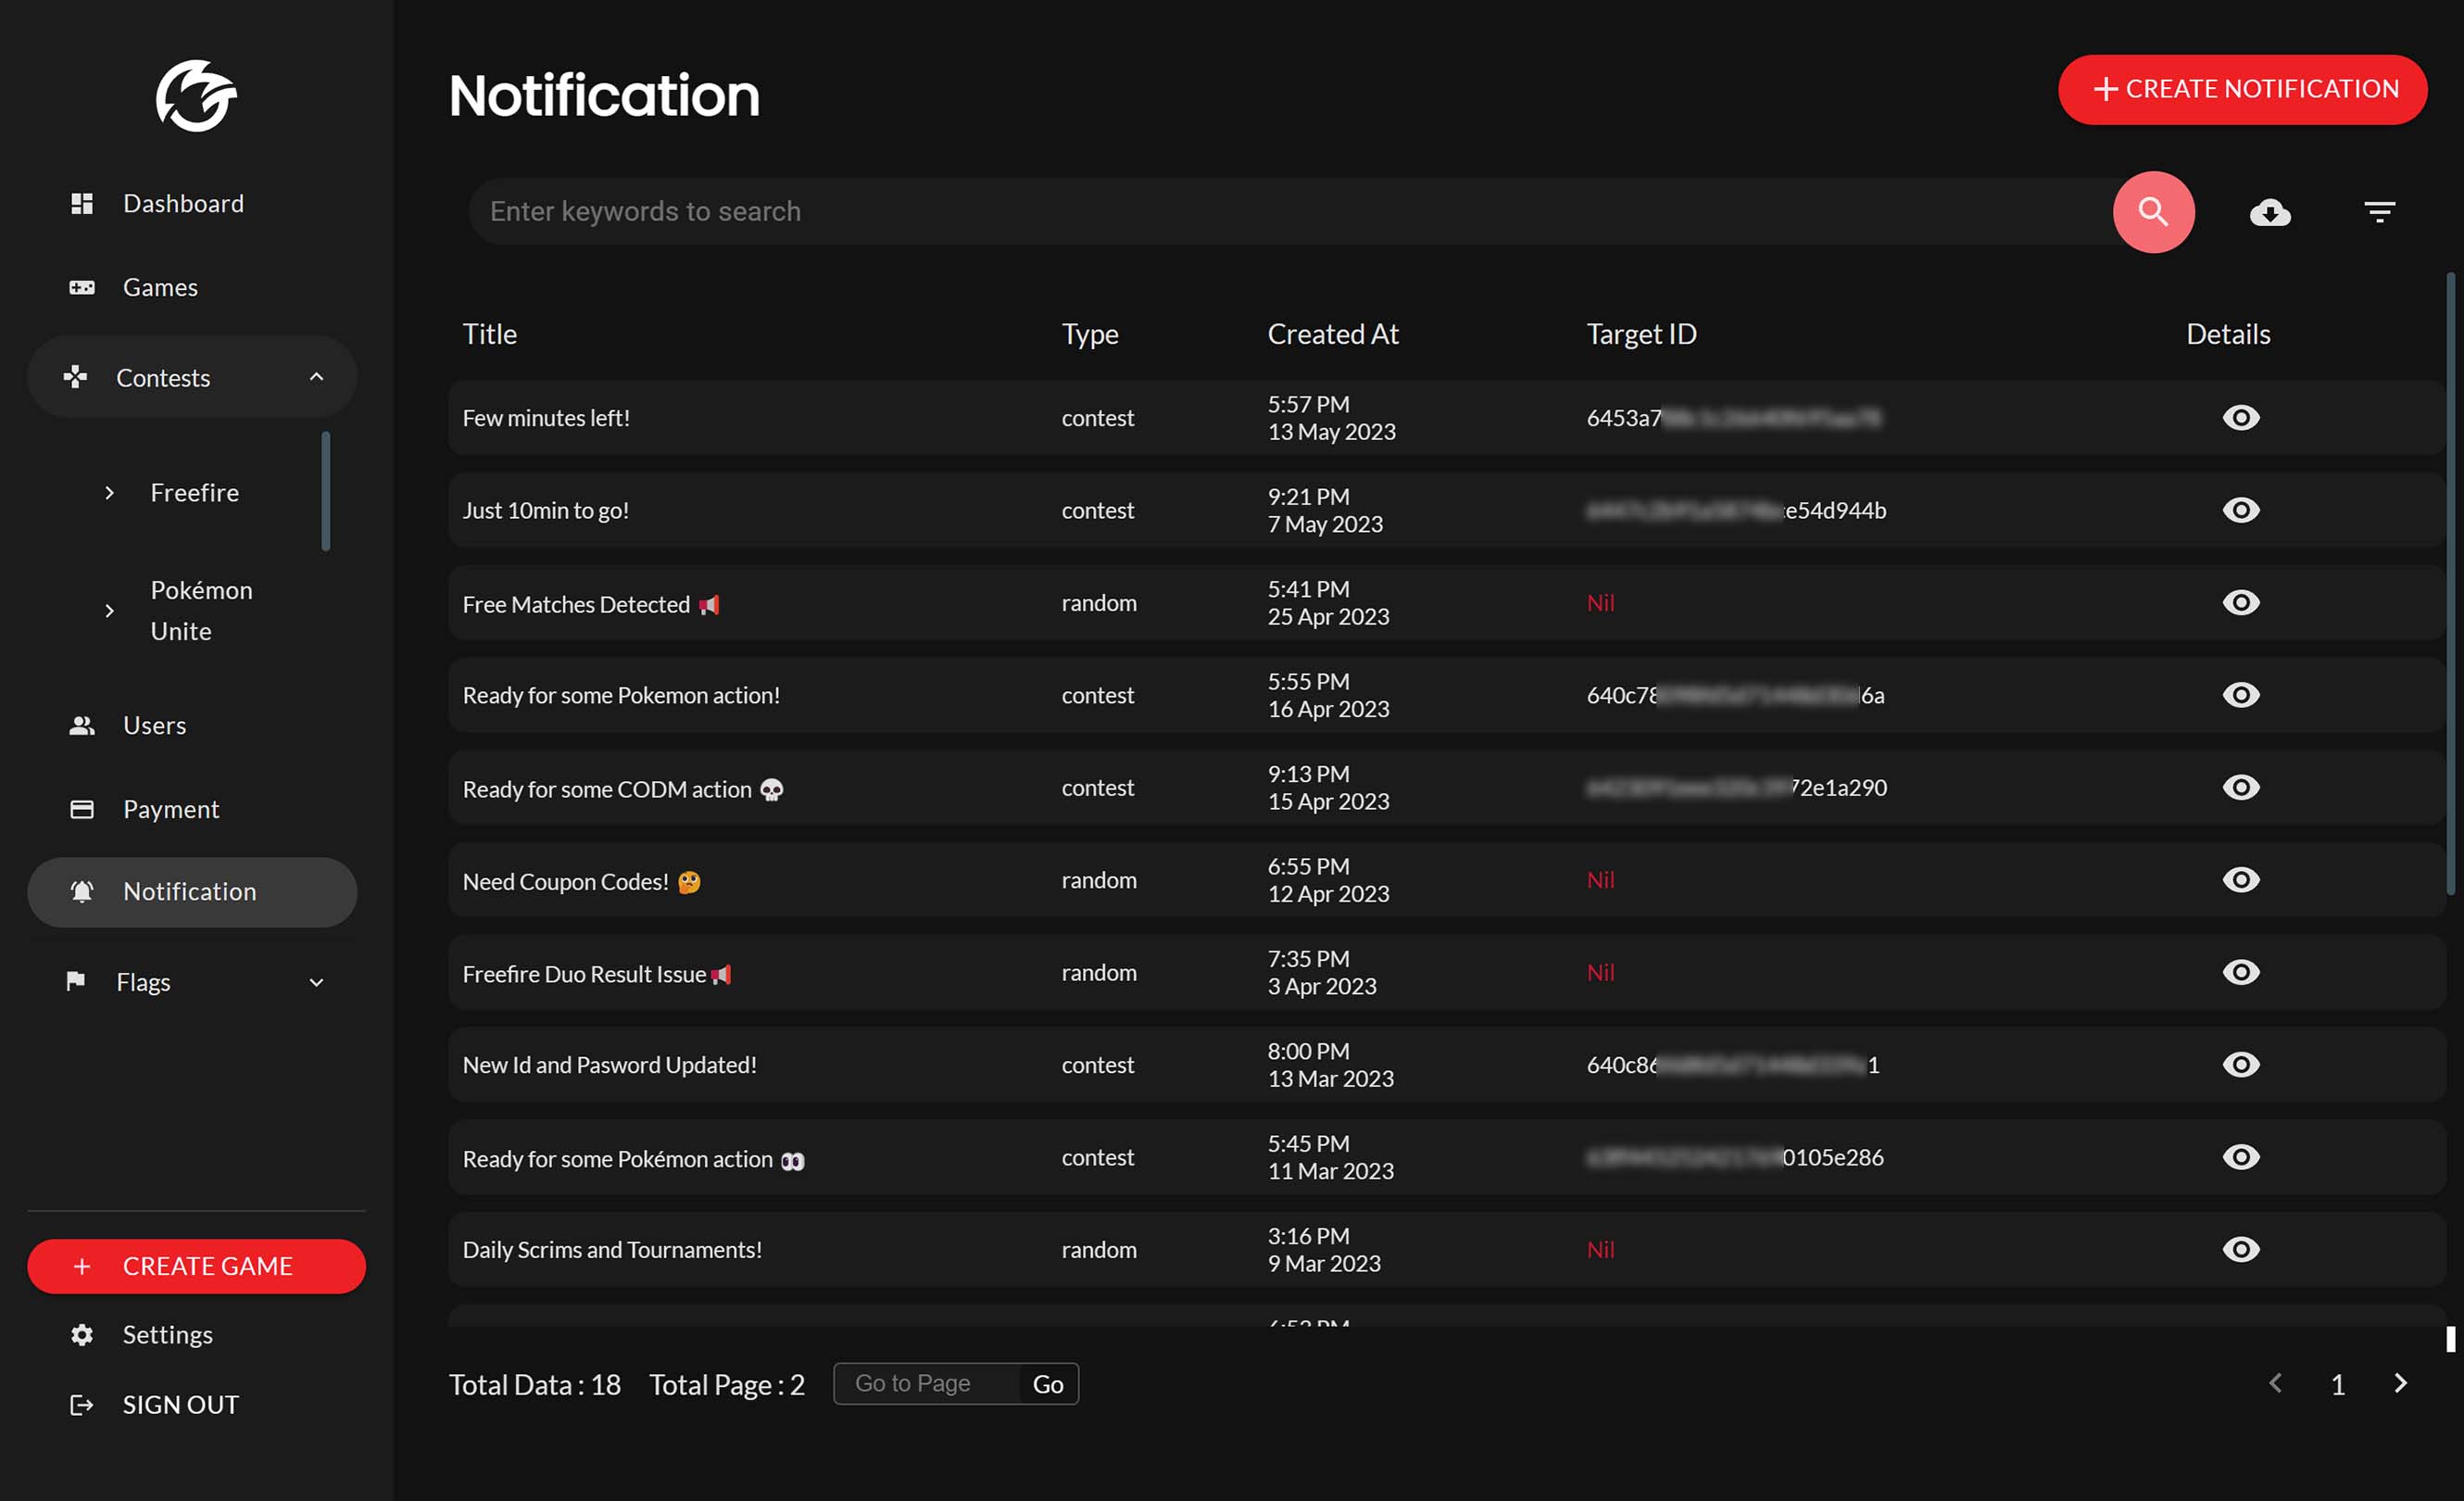 Dashboard
Games
Contests
Freefire
Pokémon
Unite
Users
Payment
Notification
Flags
+ CREATE GAME
Settings
SIGN OUT
Notification
+ CREATE NOTIFICATION
Enter keywords to search
Title Type Created At Target ID Details
Few minutes left! contest 5:57 PM 6453a7
13 May 2023
Just 10min to go! contest 9:21 PM e54d944b
7 May 2023
Free Matches Detected 📢 random 5:41 PM Nil
25 Apr 2023
Ready for some Pokemon action! contest 5:55 PM 640c78 6a
16 Apr 2023
Ready for some CODM action 💀 contest 9:13 PM 72e1a290
15 Apr 2023
Need Coupon Codes! 🤔 random 6:55 PM Nil
12 Apr 2023
Freefire Duo Result Issue📢 random 7:35 PM Nil
3 Apr 2023
New Id and Pasword Updated! contest 8:00 PM 640c86 1
13 Mar 2023
Ready for some Pokémon action 👀 contest 5:45 PM 0105e286
11 Mar 2023
Daily Scrims and Tournaments! random 3:16 PM Nil
9 Mar 2023
Total Data : 18 Total Page : 2 Go to Page Go 1